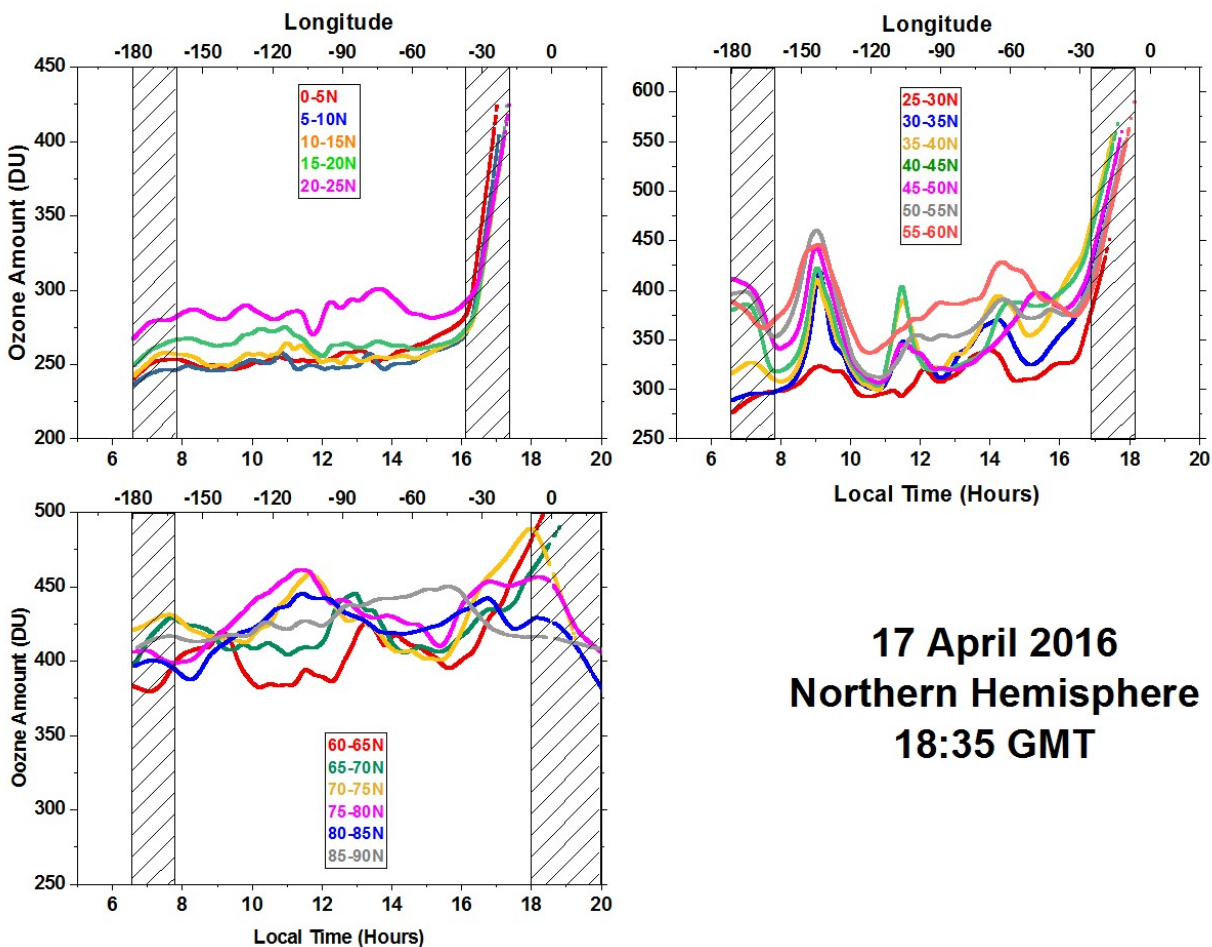 Longitude
-180 -150 -120 -90 -60 -30 0
450
400
350
300
250
200
Ozone Amount (DU)
0-5N
5-10N
10-15N
15-20N
20-25N
6 8 10 12 14 16 18 20
Longitude
-180 -150 -120 -90 -60 -30 0
600
550
500
450
400
350
300
250
25-30N
30-35N
35-40N
40-45N
45-50N
50-55N
55-60N
6 8 10 12 14 16 18 20
Local Time (Hours)
-180 -150 -120 -90 -60 -30 0
500
450
400
350
300
250
Oozne Amount (DU)
60-65N
65-70N
70-75N
75-80N
80-85N
85-90N
6 8 10 12 14 16 18 20
Local Time (Hours)
17 April 2016
Northern Hemisphere
18:35 GMT